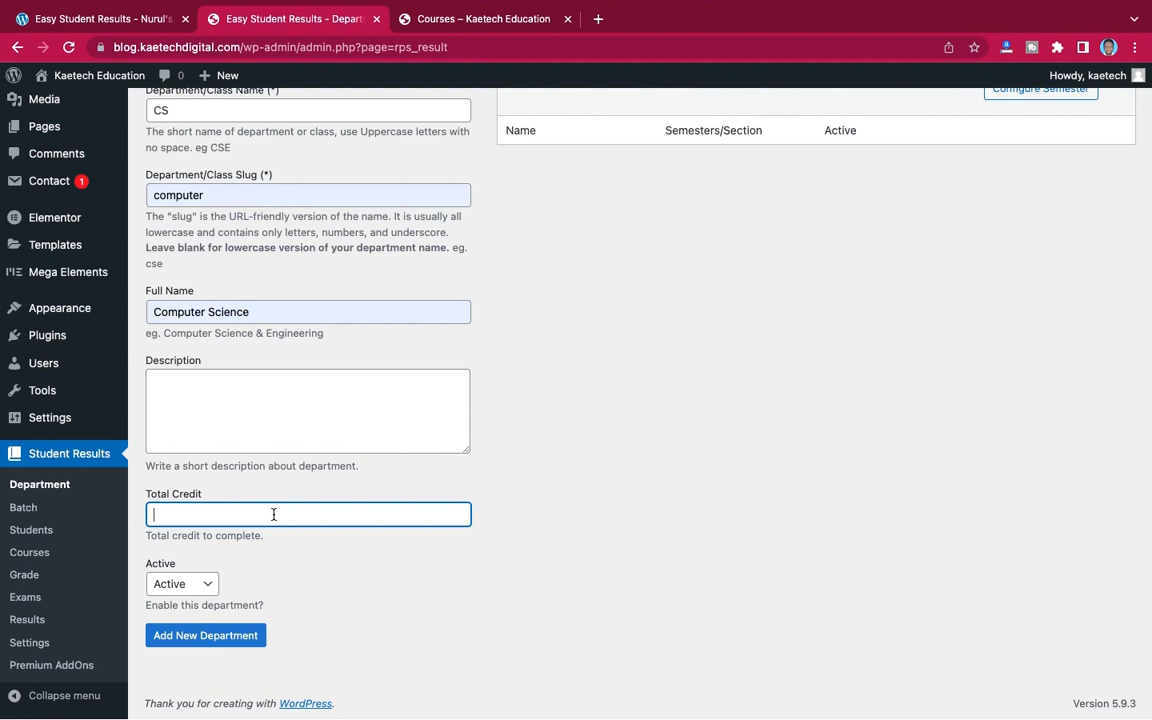 Easy Student Results - Nurul's
Easy Student Results - Depart
Courses – Kaetech Education
blog.kaetechdigital.com/wp-admin/admin.php?page=rps_result
Kaetech Education
0
New
Howdy, kaetech
Media
Pages
Comments
Contact 1
Elementor
Templates
Mega Elements
Appearance
Plugins
Users
Tools
Settings
Student Results
Department
Batch
Students
Courses
Grade
Exams
Results
Settings
Premium AddOns
Collapse menu
Department/Class Name (*)
CS
The short name of department or class, use Uppercase letters with
no space. eg CSE
Department/Class Slug (*)
computer
The "slug" is the URL-friendly version of the name. It is usually all
lowercase and contains only letters, numbers, and underscore.
Leave blank for lowercase version of your department name. eg.
cse
Full Name
Computer Science
eg. Computer Science & Engineering
Description
Write a short description about department.
Total Credit
Total credit to complete.
Active
Active
Enable this department?
Add New Department
Configure Semester
Name Semesters/Section Active
Thank you for creating with WordPress.
Version 5.9.3